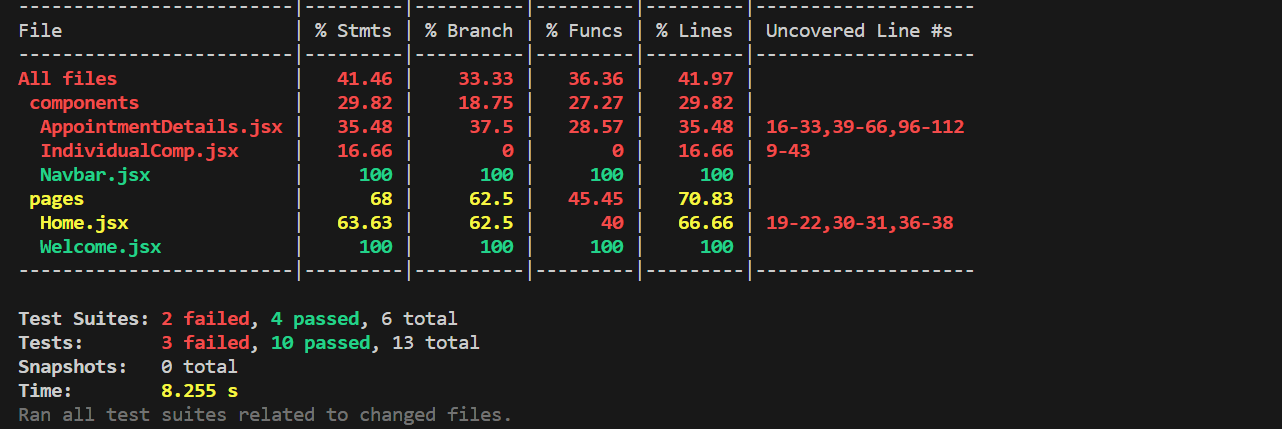 -------------------------|---------|----------|---------|---------|--------------------
File                     | % Stmts | % Branch | % Funcs | % Lines | Uncovered Line #s
-------------------------|---------|----------|---------|---------|--------------------
All files                |   41.46 |    33.33 |   36.36 |   41.97 |
 components              |   29.82 |    18.75 |   27.27 |   29.82 |
  AppointmentDetails.jsx |   35.48 |     37.5 |   28.57 |   35.48 | 16-33,39-66,96-112
  IndividualComp.jsx     |   16.66 |        0 |       0 |   16.66 | 9-43
  Navbar.jsx             |     100 |      100 |     100 |     100 |
 pages                   |      68 |     62.5 |   45.45 |   70.83 |
  Home.jsx               |   63.63 |     62.5 |      40 |   66.66 | 19-22,30-31,36-38
  Welcome.jsx            |     100 |      100 |     100 |     100 |
-------------------------|---------|----------|---------|---------|--------------------
Test Suites: 2 failed, 4 passed, 6 total
Tests:       3 failed, 10 passed, 13 total
Snapshots:   0 total
Time:        8.255 s
Ran all test suites related to changed files.